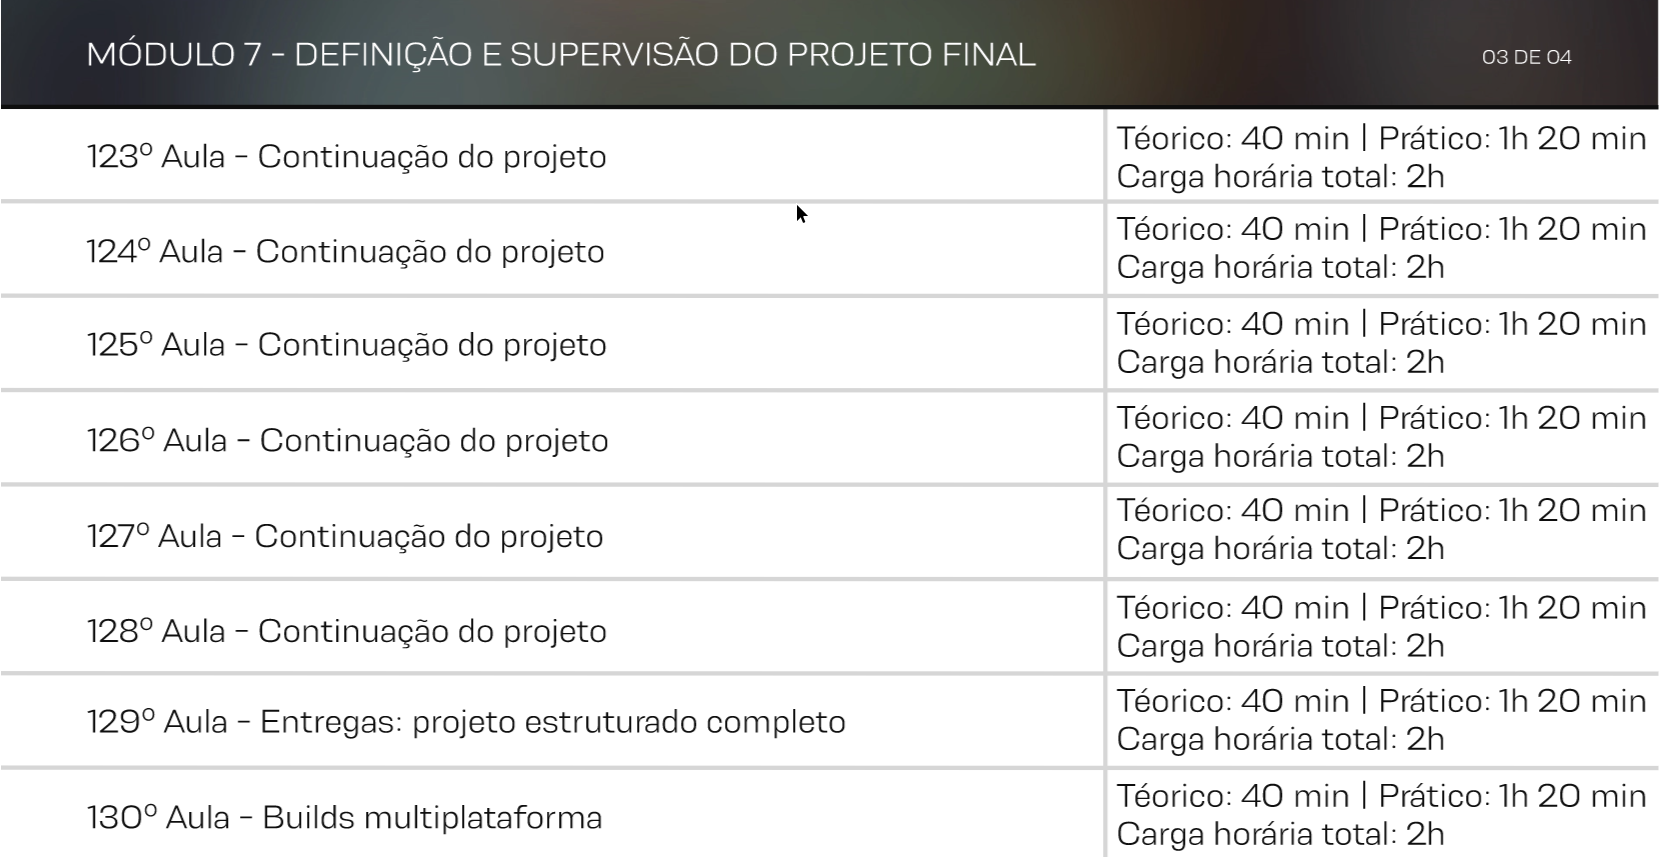 MÓDULO 7 - DEFINIÇÃO E SUPERVISÃO DO PROJETO FINAL
03 DE 04
123º Aula - Continuação do projeto
Téorico: 40 min | Prático: 1h 20 min
Carga horária total: 2h
124º Aula - Continuação do projeto
Téorico: 40 min | Prático: 1h 20 min
Carga horária total: 2h
125º Aula - Continuação do projeto
Téorico: 40 min | Prático: 1h 20 min
Carga horária total: 2h
126º Aula - Continuação do projeto
Téorico: 40 min | Prático: 1h 20 min
Carga horária total: 2h
127º Aula - Continuação do projeto
Téorico: 40 min | Prático: 1h 20 min
Carga horária total: 2h
128º Aula - Continuação do projeto
Téorico: 40 min | Prático: 1h 20 min
Carga horária total: 2h
129º Aula - Entregas: projeto estruturado completo
Téorico: 40 min | Prático: 1h 20 min
Carga horária total: 2h
130º Aula - Builds multiplataforma
Téorico: 40 min | Prático: 1h 20 min
Carga horária total: 2h